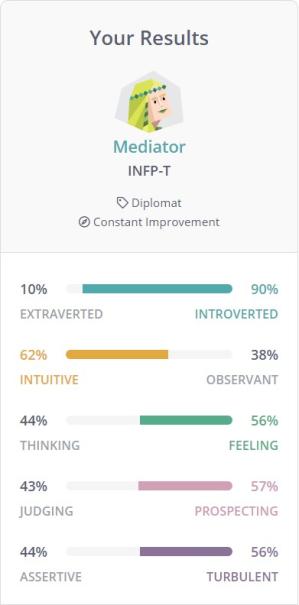 Your Results
Mediator
INFP-T
Diplomat
Constant Improvement
10% 90%
EXTRAVERTED INTROVERTED
62% 38%
INTUITIVE OBSERVANT
44% 56%
THINKING FEELING
43% 57%
JUDGING PROSPECTING
44% 56%
ASSERTIVE TURBULENT